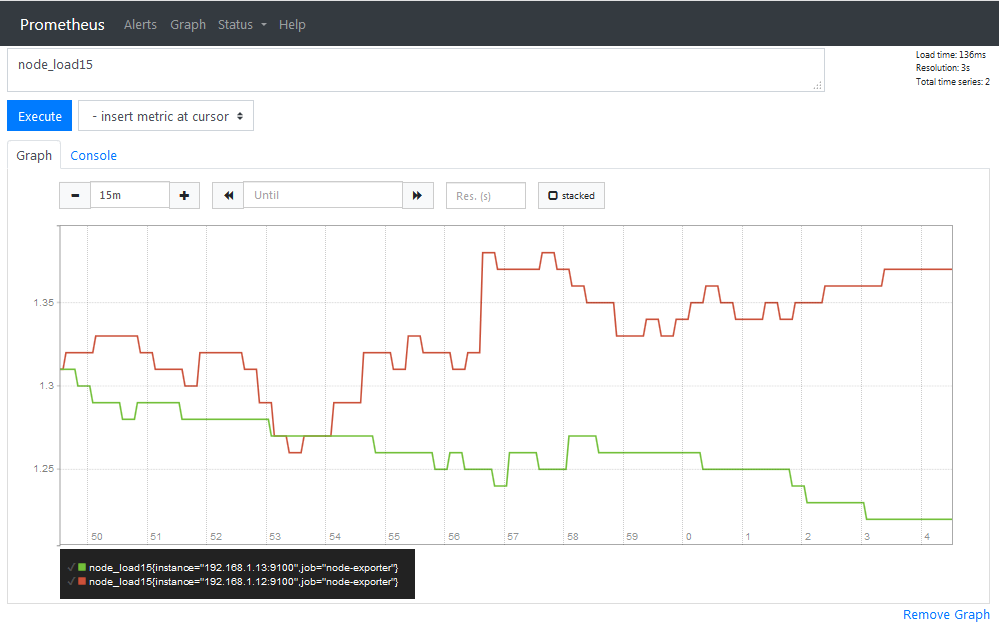 Prometheus Alerts Graph Status Help
node_load15
Load time: 136ms
Resolution: 3s
Total time series: 2
Execute - insert metric at cursor
Graph Console
15m Until Res. (s) stacked
1.35
1.3
1.25
50 51 52 53 54 55 56 57 58 59 0 1 2 3 4
node_load15{instance="192.168.1.13:9100",job="node-exporter"}
node_load15{instance="192.168.1.12:9100",job="node-exporter"}
Remove Graph